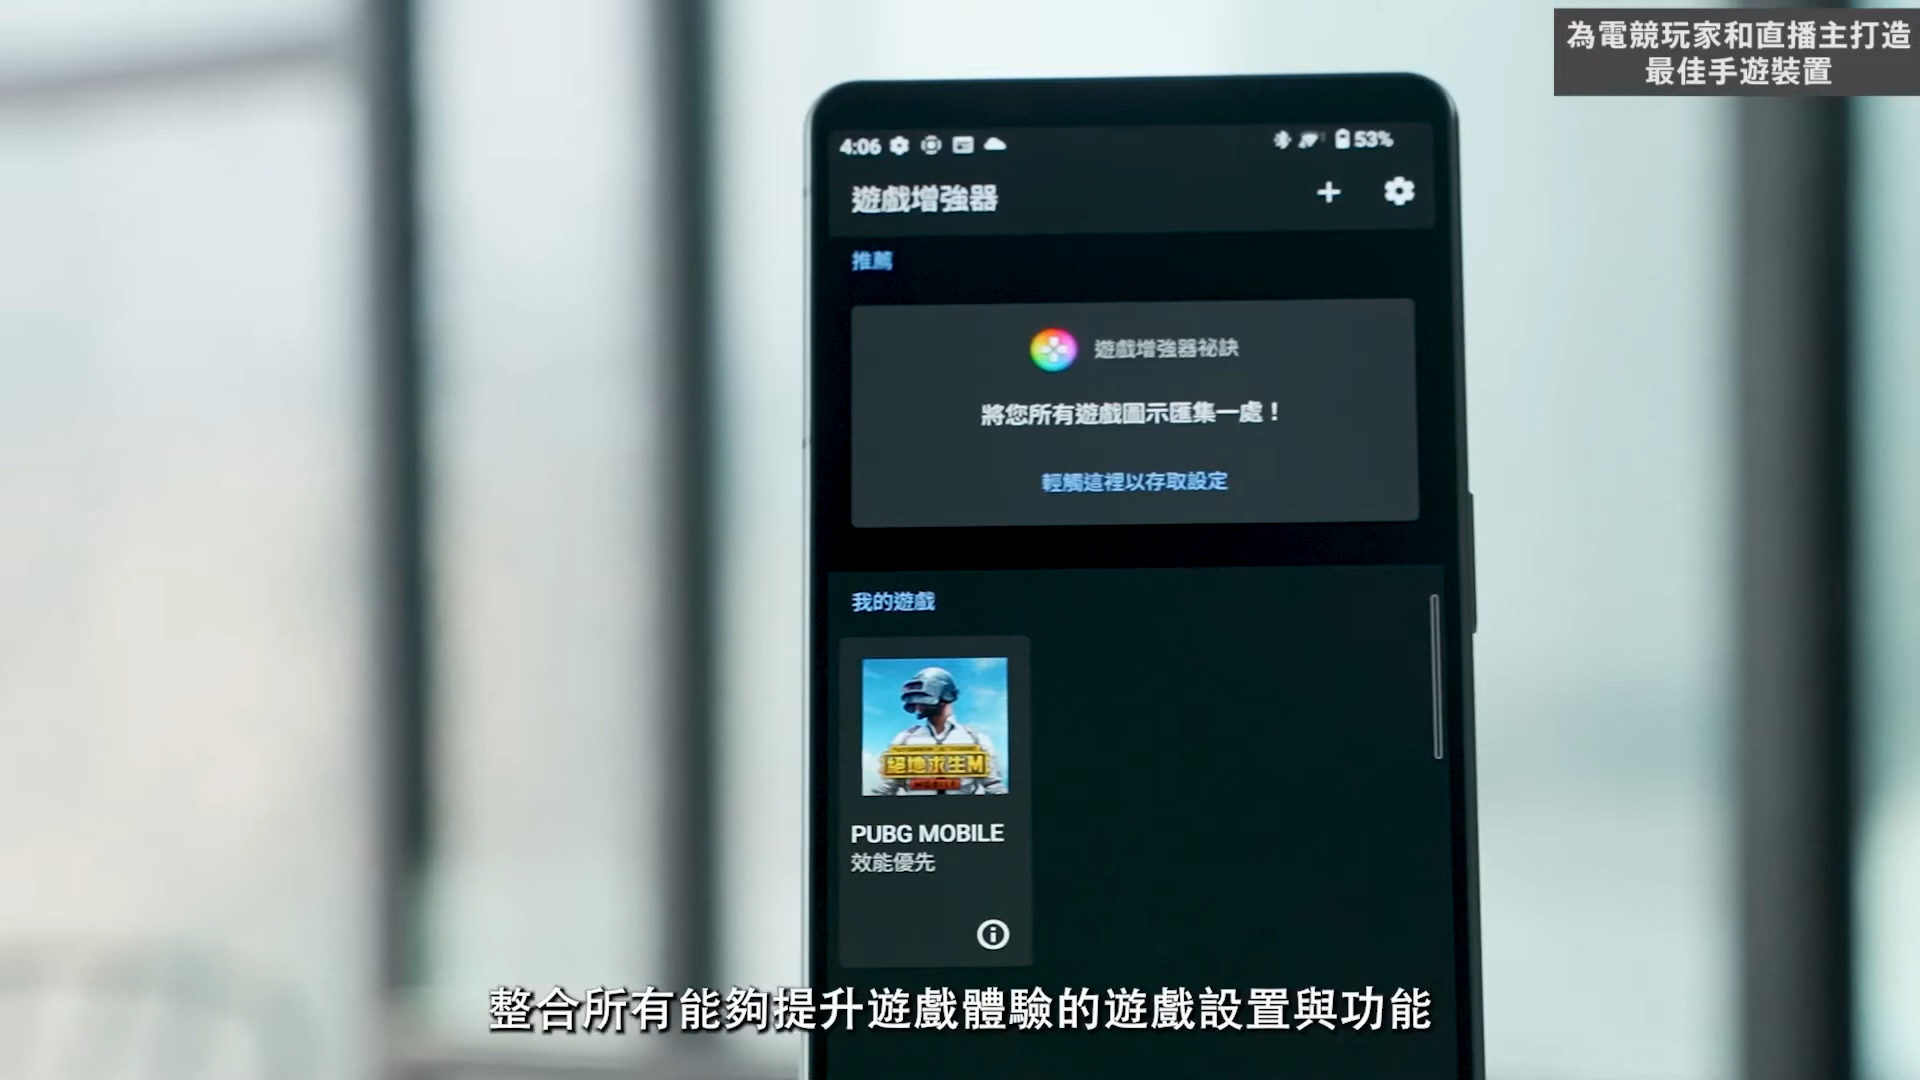 為電競玩家和直播主打造
最佳手遊裝置
4:06
53%
遊戲增強器
推薦
遊戲增強器祕訣
將您所有遊戲圖示匯集一處！
輕觸這裡以存取設定
我的遊戲
絕地求生M
MOBILE
PUBG MOBILE
效能優先
整合所有能夠提升遊戲體驗的遊戲設置與功能